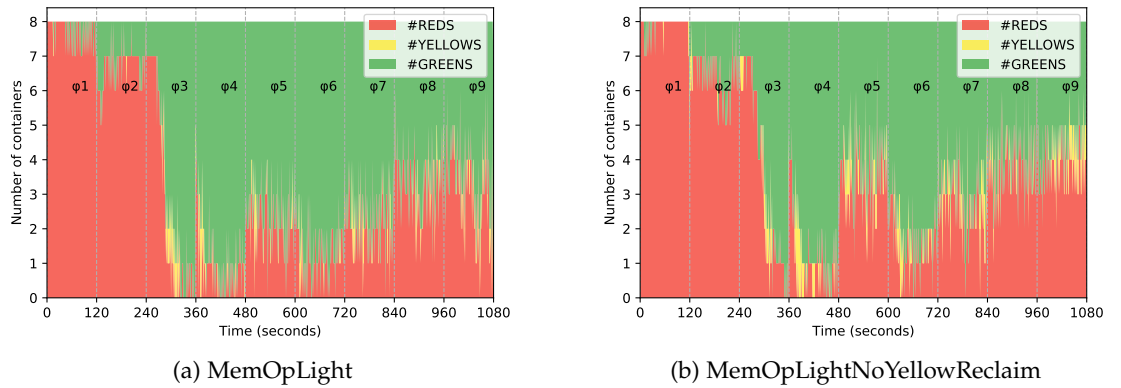 #REDS
#YELLOWS
#GREENS
φ1 φ2 φ3 φ4 φ5 φ6 φ7 φ8 φ9
Number of containers
8
7
6
5
4
3
2
1
0
0 120 240 360 480 600 720 840 960 1080
Time (seconds)
(a) MemOpLight
#REDS
#YELLOWS
#GREENS
φ1 φ2 φ3 φ4 φ5 φ6 φ7 φ8 φ9
Number of containers
8
7
6
5
4
3
2
1
0
0 120 240 360 480 600 720 840 960 1080
Time (seconds)
(b) MemOpLightNoYellowReclaim